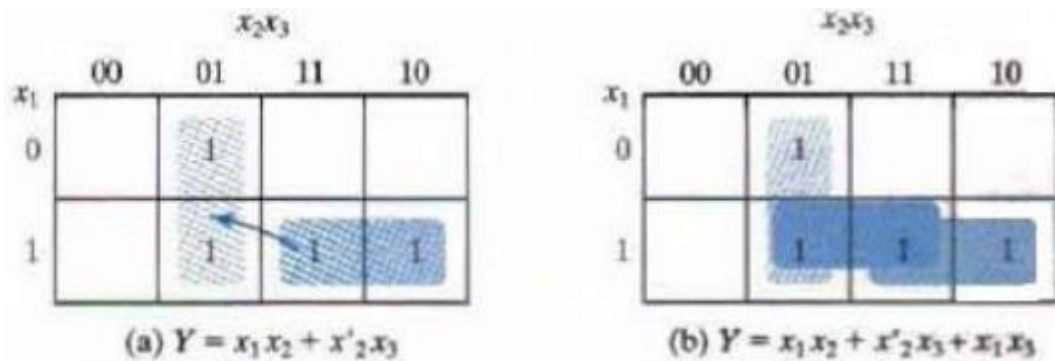 x₂x₃
00 01 11 10
x₁
0 1
1 1 1 1
(a) Y = x₁x₂ + x'₂x₃
x₂x₃
00 01 11 10
x₁
0 1
1 1 1 1
(b) Y = x₁x₂ + x'₂x₃ + x₁x₃